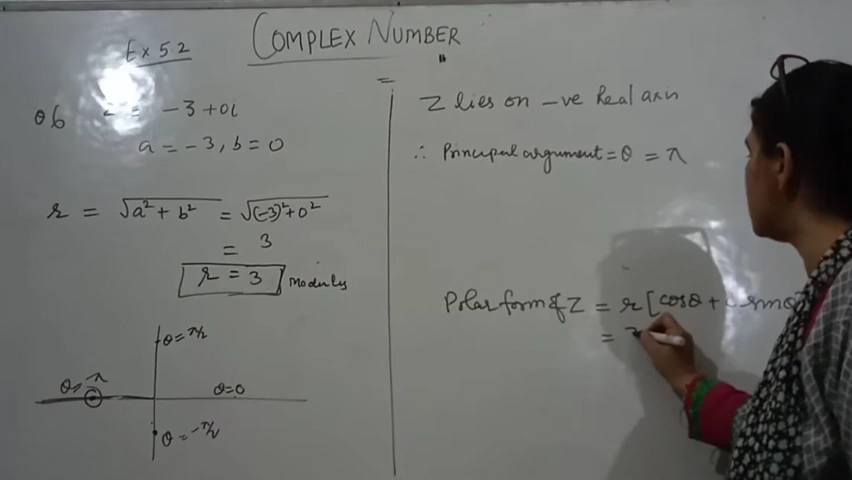 Ex 5.2
COMPLEX NUMBER
06 z = -3 + 0i
a = -3, b = 0
r = √a² + b² = √(-3)² + 0²
= 3
r = 3 modulus
θ = π/2
θ = π
θ = 0
θ = -π/2
=
Z lies on -ve Real axis
∴ Principal argument = θ = π
Polar form of Z = r [cosθ + i sinθ]
=